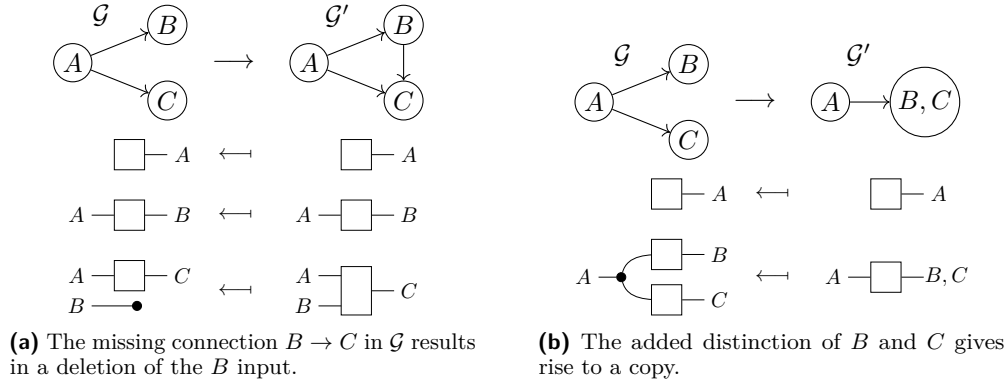 𝒢 𝒢′
A B C ⟶ A B C
A ⟻ A
A B ⟻ A B
A C ⟻ A C
B B
(a) The missing connection B → C in 𝒢 results
in a deletion of the B input.
𝒢 𝒢′
A B C ⟶ A B, C
A ⟻ A
A B C ⟻ A B, C
(b) The added distinction of B and C gives
rise to a copy.